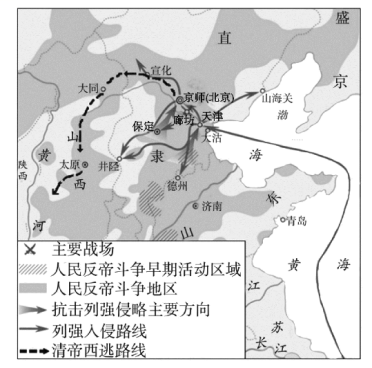 盛
直
京
宣化
大同
京师(北京)
山海关
渤
廊坊
天津
保定
大沽
山
黄
陕
西
太原
西
井陉
隶
海
德州
东
济南
青岛
河
山
黄
海
主要战场
人民反帝斗争早期活动区域
人民反帝斗争地区
抗击列强侵略主要方向
列强入侵路线
清帝西逃路线
江
苏
长
江